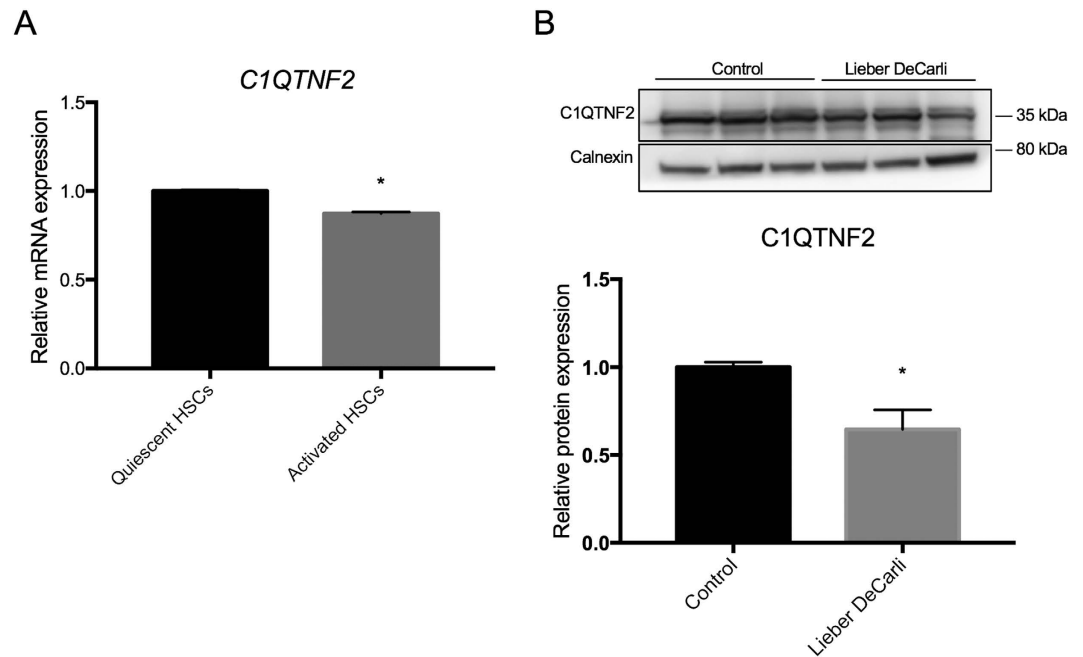 A
C1QTNF2
Relative mRNA expression
1.5
1.0
0.5
0.0
*
Quiescent HSCs
Activated HSCs
B
Control
Lieber DeCarli
C1QTNF2
35 kDa
Calnexin
80 kDa
C1QTNF2
Relative protein expression
1.5
1.0
0.5
0.0
*
Control
Lieber DeCarli